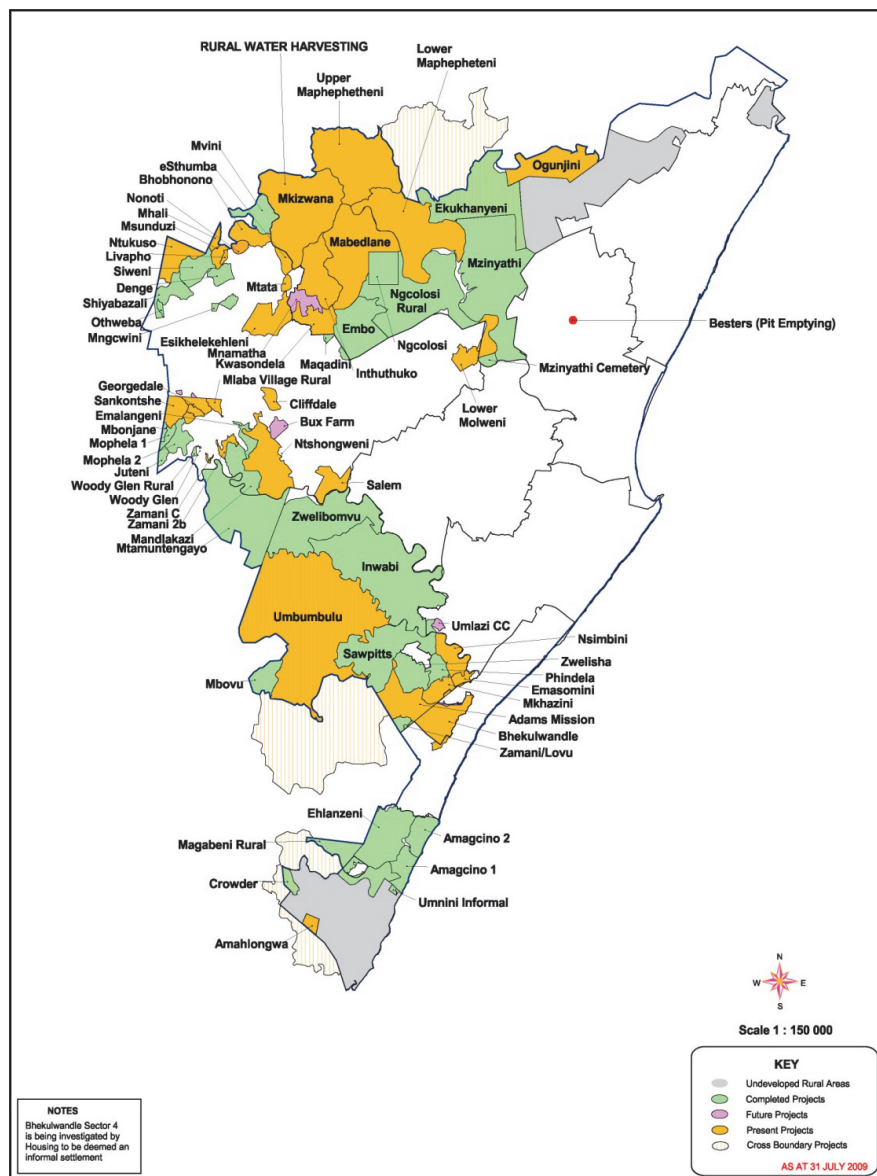 RURAL WATER HARVESTING
Lower
Maphepheteni
Upper
Maphephetheni
Mvini
eSthumba
Bhobhonono
Nonoti
Mhali
Msunduzi
Ntukuso
Livapho
Siweni
Denge
Shiyabazali
Othweba
Mngcwini
Mkizwana
Mabedlane
Ogunjini
Ekukhanyeni
Mzinyathi
Ngcolosi
Rural
Mtata
Embo
Esikhelekehleni
Mnamatha
Kwasondela
Mlaba Village Rural
Maqadini
Inthuthuko
Ngcolosi
Besters (Pit Emptying)
Mzinyathi Cemetery
Lower
Molweni
Georgedale
Sankontshe
Emalangeni
Mbonjane
Mophela 1
Mophela 2
Juteni
Woody Glen Rural
Woody Glen
Zamani C
Zamani 2b
Mandlakazi
Mtamuntengayo
Cliffdale
Bux Farm
Ntshongweni
Salem
Zwelibomvu
Inwabi
Umbumbulu
Umlazi CC
Nsimbini
Sawpitts
Zwelisha
Phindela
Emasomini
Mkhazini
Adams Mission
Bhekulwandle
Zamani/Lovu
Mbovu
Ehlanzeni
Magabeni Rural
Amagcino 2
Amagcino 1
Crowder
Umnini Informal
Amahlongwa
N
W E
S
Scale 1 : 150 000
KEY
Undeveloped Rural Areas
Completed Projects
Future Projects
Present Projects
Cross Boundary Projects
AS AT 31 JULY 2009
NOTES
Bhekulwandle Sector 4
is being investigated by
Housing to be deemed an
informal settlement